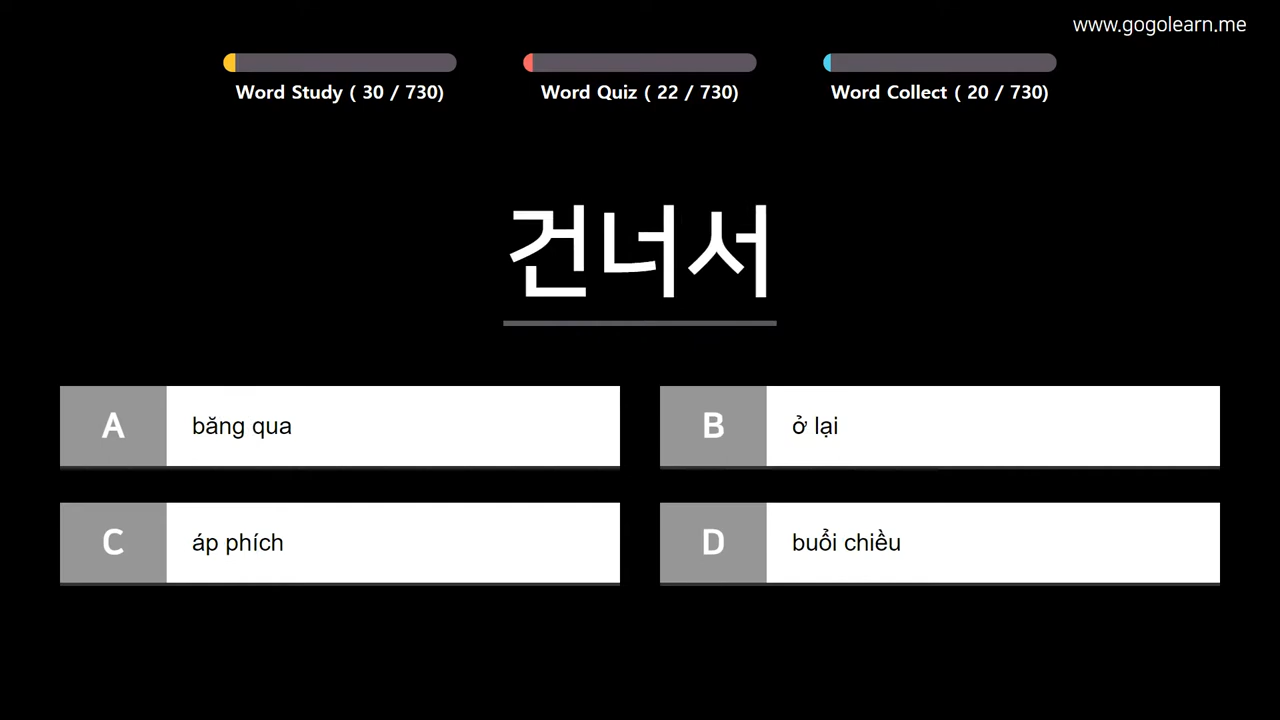 www.gogolearn.me
Word Study ( 30 / 730)
Word Quiz ( 22 / 730)
Word Collect ( 20 / 730)
건너서
A băng qua
B ở lại
C áp phích
D buổi chiều